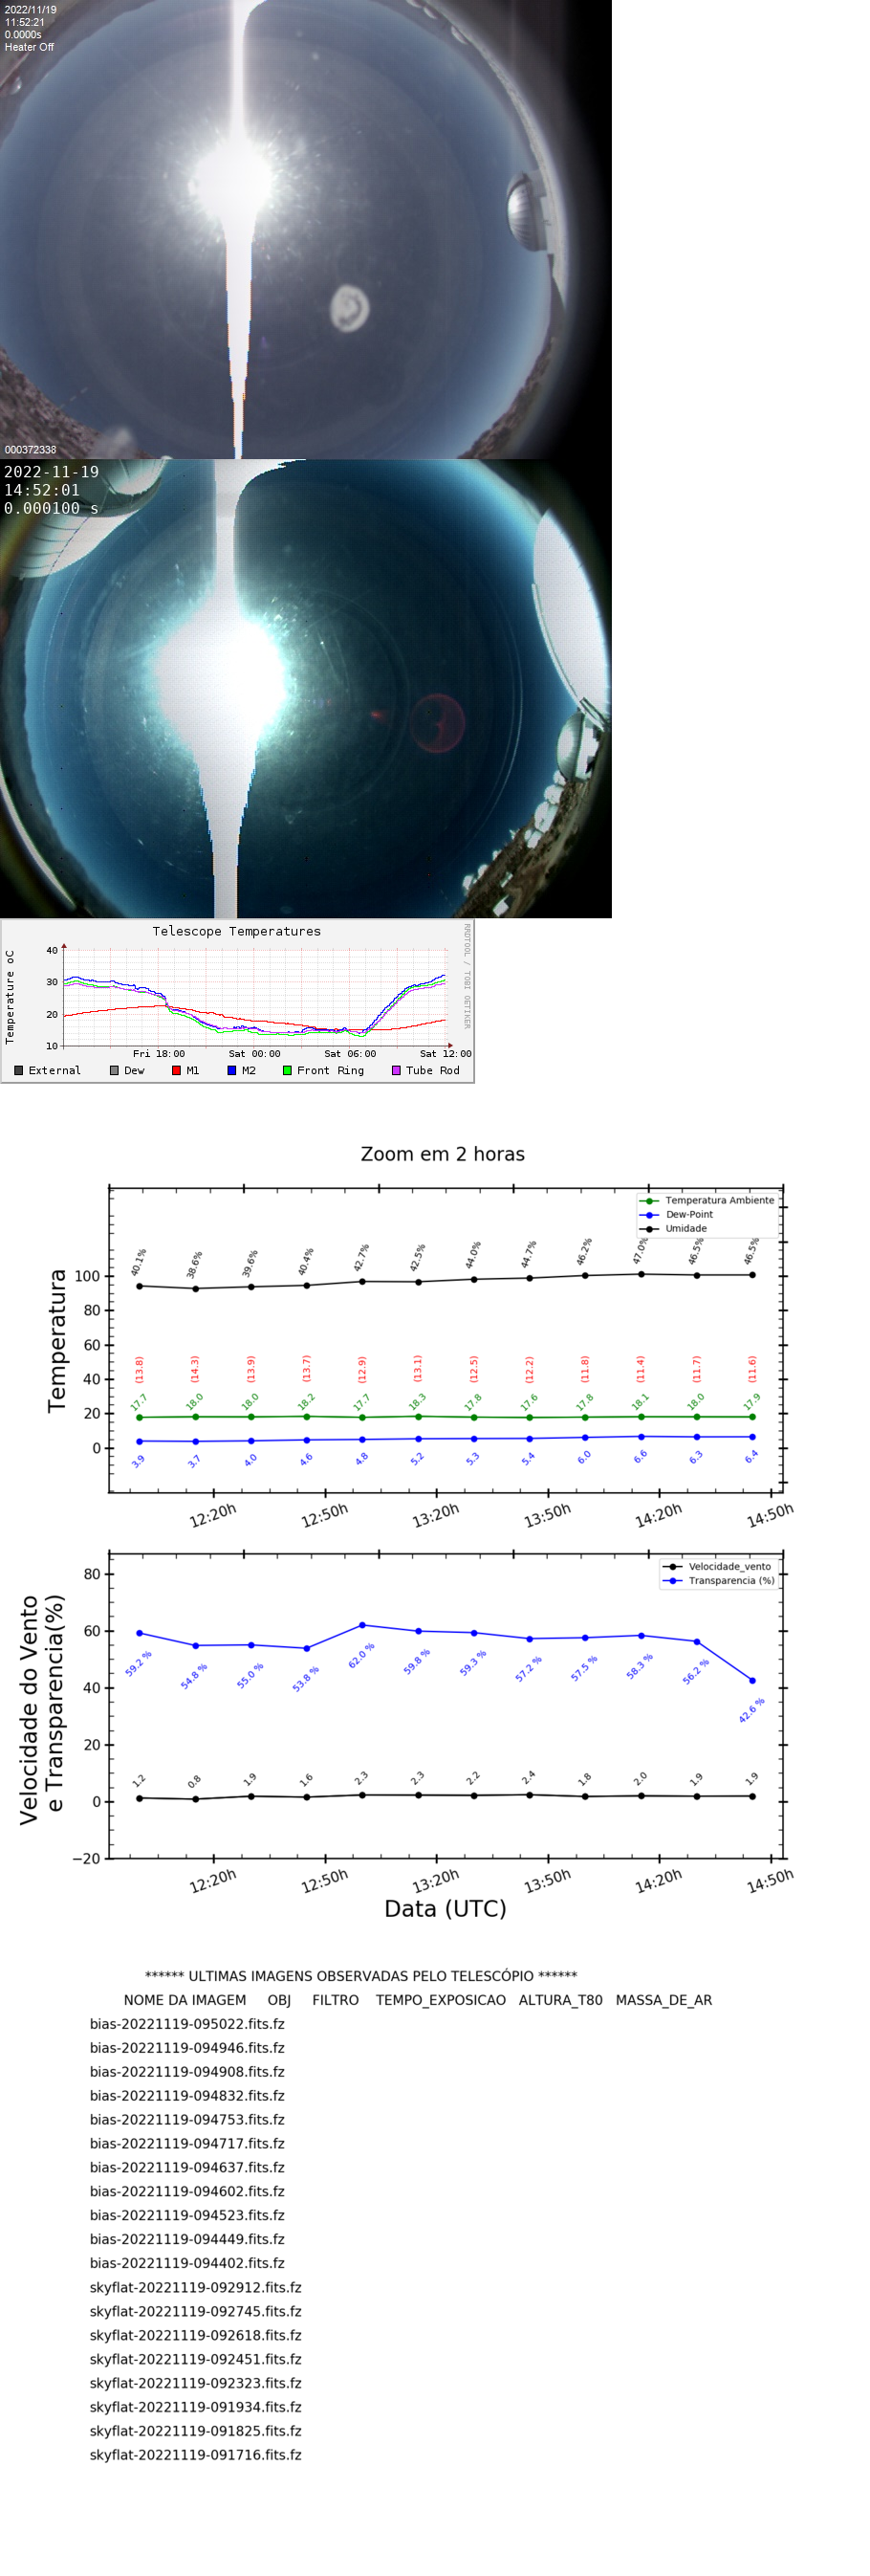 2022/11/19
11:52:21
0.0000s
Heater Off
000372338
2022-11-19
14:52:01
0.000100 s
Telescope Temperatures
RRDTOOL / TOBI OETIKER
Temperature oC
40
30
20
10
Fri 18:00 Sat 00:00 Sat 06:00 Sat 12:00
External Dew M1 M2 Front Ring Tube Rod
Zoom em 2 horas
Temperatura Ambiente
Dew-Point
Umidade
Temperatura
100
80
60
40
20
0
40.1% 38.6% 39.6% 40.4% 42.7% 42.5% 44.0% 44.7% 46.2% 47.0% 46.5% 46.5%
(13.8) (14.3) (13.9) (13.7) (12.9) (13.1) (12.5) (12.2) (11.8) (11.4) (11.7) (11.6)
17.7 18.0 18.0 18.2 17.7 18.3 17.8 17.6 17.8 18.1 18.0 17.9
3.9 3.7 4.0 4.6 4.8 5.2 5.3 5.4 6.0 6.6 6.3 6.4
12:20h 12:50h 13:20h 13:50h 14:20h 14:50h
Velocidade_vento
Transparencia (%)
Velocidade do Vento
e Transparencia(%)
80
60
40
20
0
−20
59.2 % 54.8 % 55.0 % 53.8 % 62.0 % 59.8 % 59.3 % 57.2 % 57.5 % 58.3 % 56.2 % 42.6 %
1.2 0.8 1.9 1.6 2.3 2.3 2.2 2.4 1.8 2.0 1.9 1.9
12:20h 12:50h 13:20h 13:50h 14:20h 14:50h
Data (UTC)
****** ULTIMAS IMAGENS OBSERVADAS PELO TELESCÓPIO ******
NOME DA IMAGEM OBJ FILTRO TEMPO_EXPOSICAO ALTURA_T80 MASSA_DE_AR
bias-20221119-095022.fits.fz
bias-20221119-094946.fits.fz
bias-20221119-094908.fits.fz
bias-20221119-094832.fits.fz
bias-20221119-094753.fits.fz
bias-20221119-094717.fits.fz
bias-20221119-094637.fits.fz
bias-20221119-094602.fits.fz
bias-20221119-094523.fits.fz
bias-20221119-094449.fits.fz
bias-20221119-094402.fits.fz
skyflat-20221119-092912.fits.fz
skyflat-20221119-092745.fits.fz
skyflat-20221119-092618.fits.fz
skyflat-20221119-092451.fits.fz
skyflat-20221119-092323.fits.fz
skyflat-20221119-091934.fits.fz
skyflat-20221119-091825.fits.fz
skyflat-20221119-091716.fits.fz